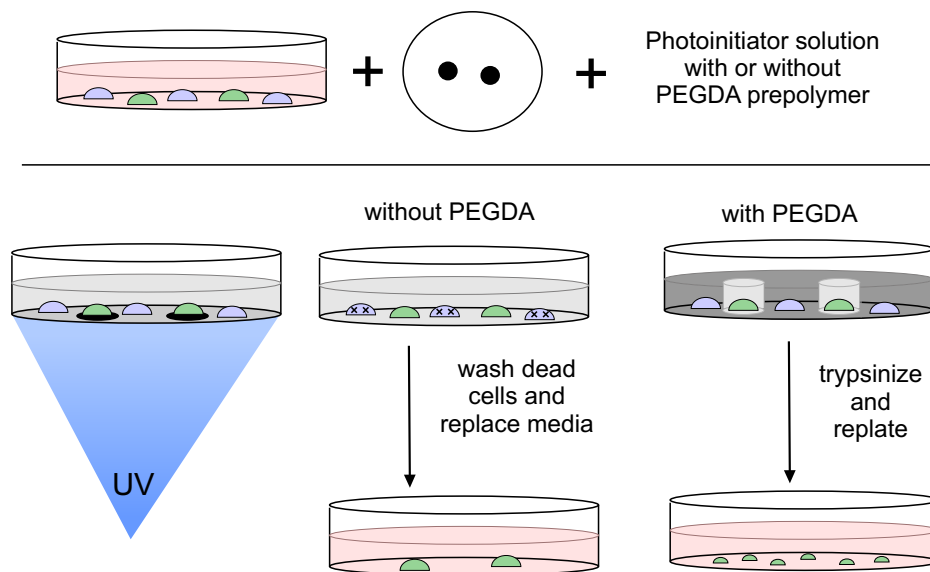 +
+
Photoinitiator solution
with or without
PEGDA prepolymer
without PEGDA
with PEGDA
x x
x x
x x
wash dead
cells and
replace media
trypsinize
and
replate
UV